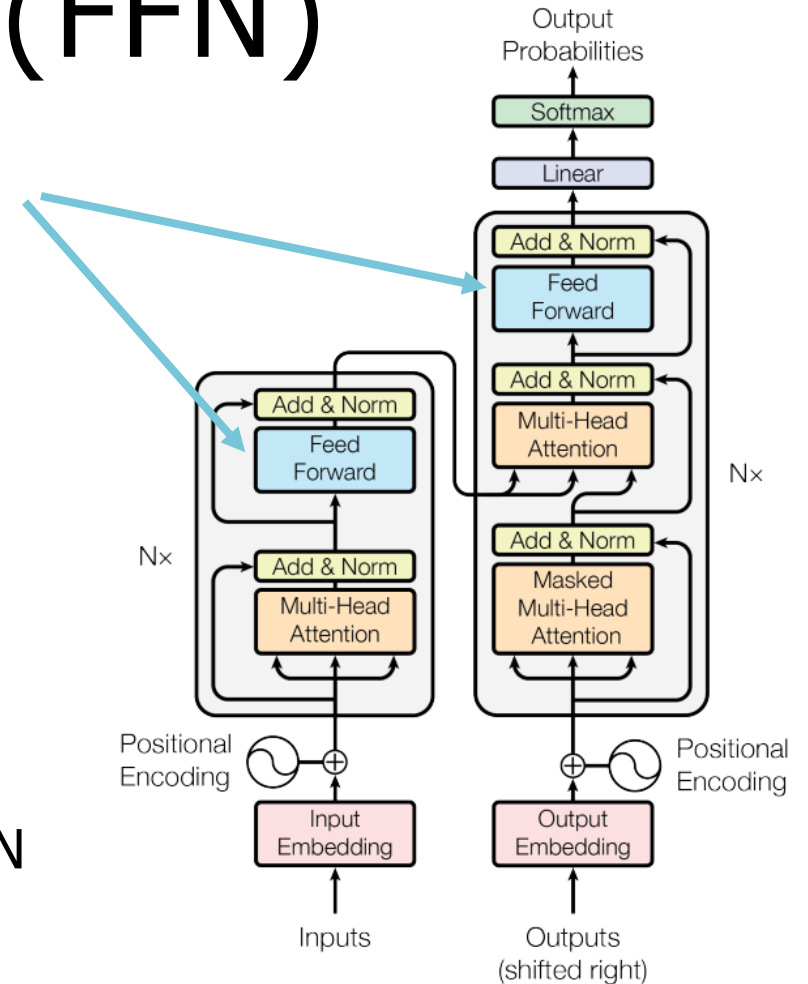 (FFN)
Output
Probabilities
Softmax
Linear
Add & Norm
Feed
Forward
Add & Norm
Multi-Head
Attention
Nx
Add & Norm
Masked
Multi-Head
Attention
Add & Norm
Feed
Forward
Nx
Add & Norm
Multi-Head
Attention
Positional
Encoding
Positional
Encoding
Input
Embedding
Output
Embedding
N
Inputs
Outputs
(shifted right)